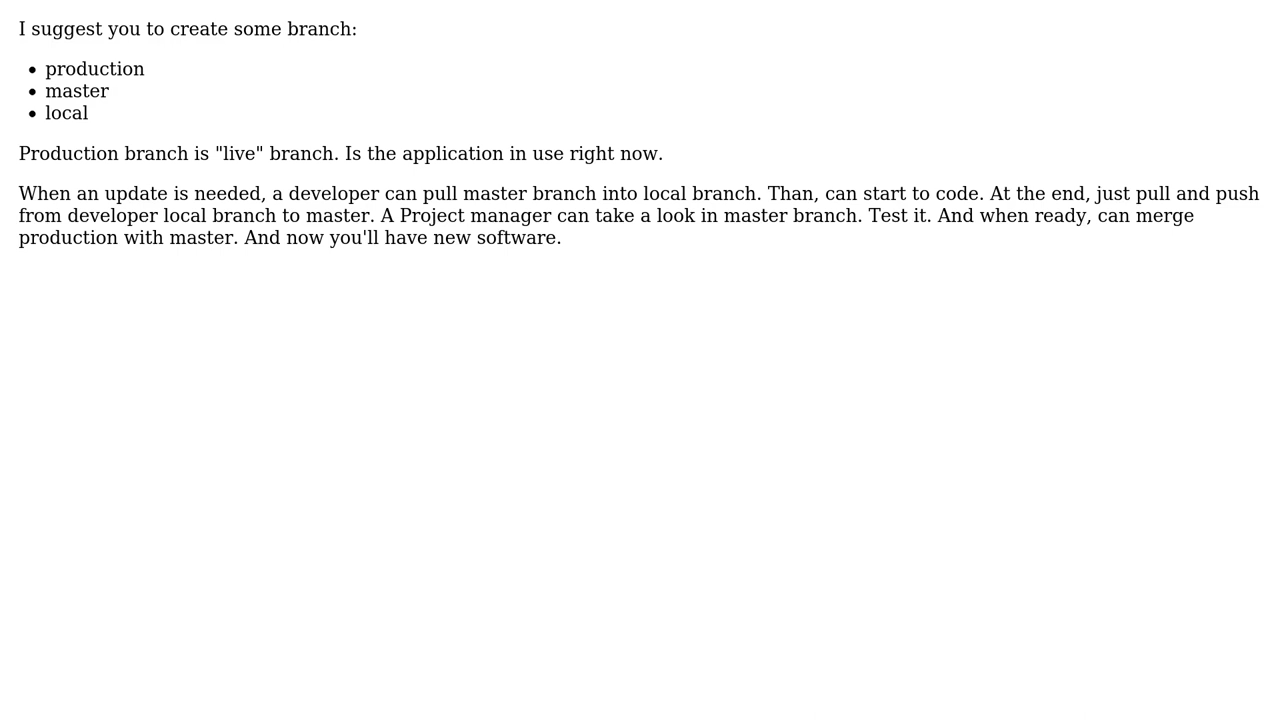 I suggest you to create some branch:
• production
• master
• local
Production branch is "live" branch. Is the application in use right now.
When an update is needed, a developer can pull master branch into local branch. Than, can start to code. At the end, just pull and push
from developer local branch to master. A Project manager can take a look in master branch. Test it. And when ready, can merge
production with master. And now you'll have new software.